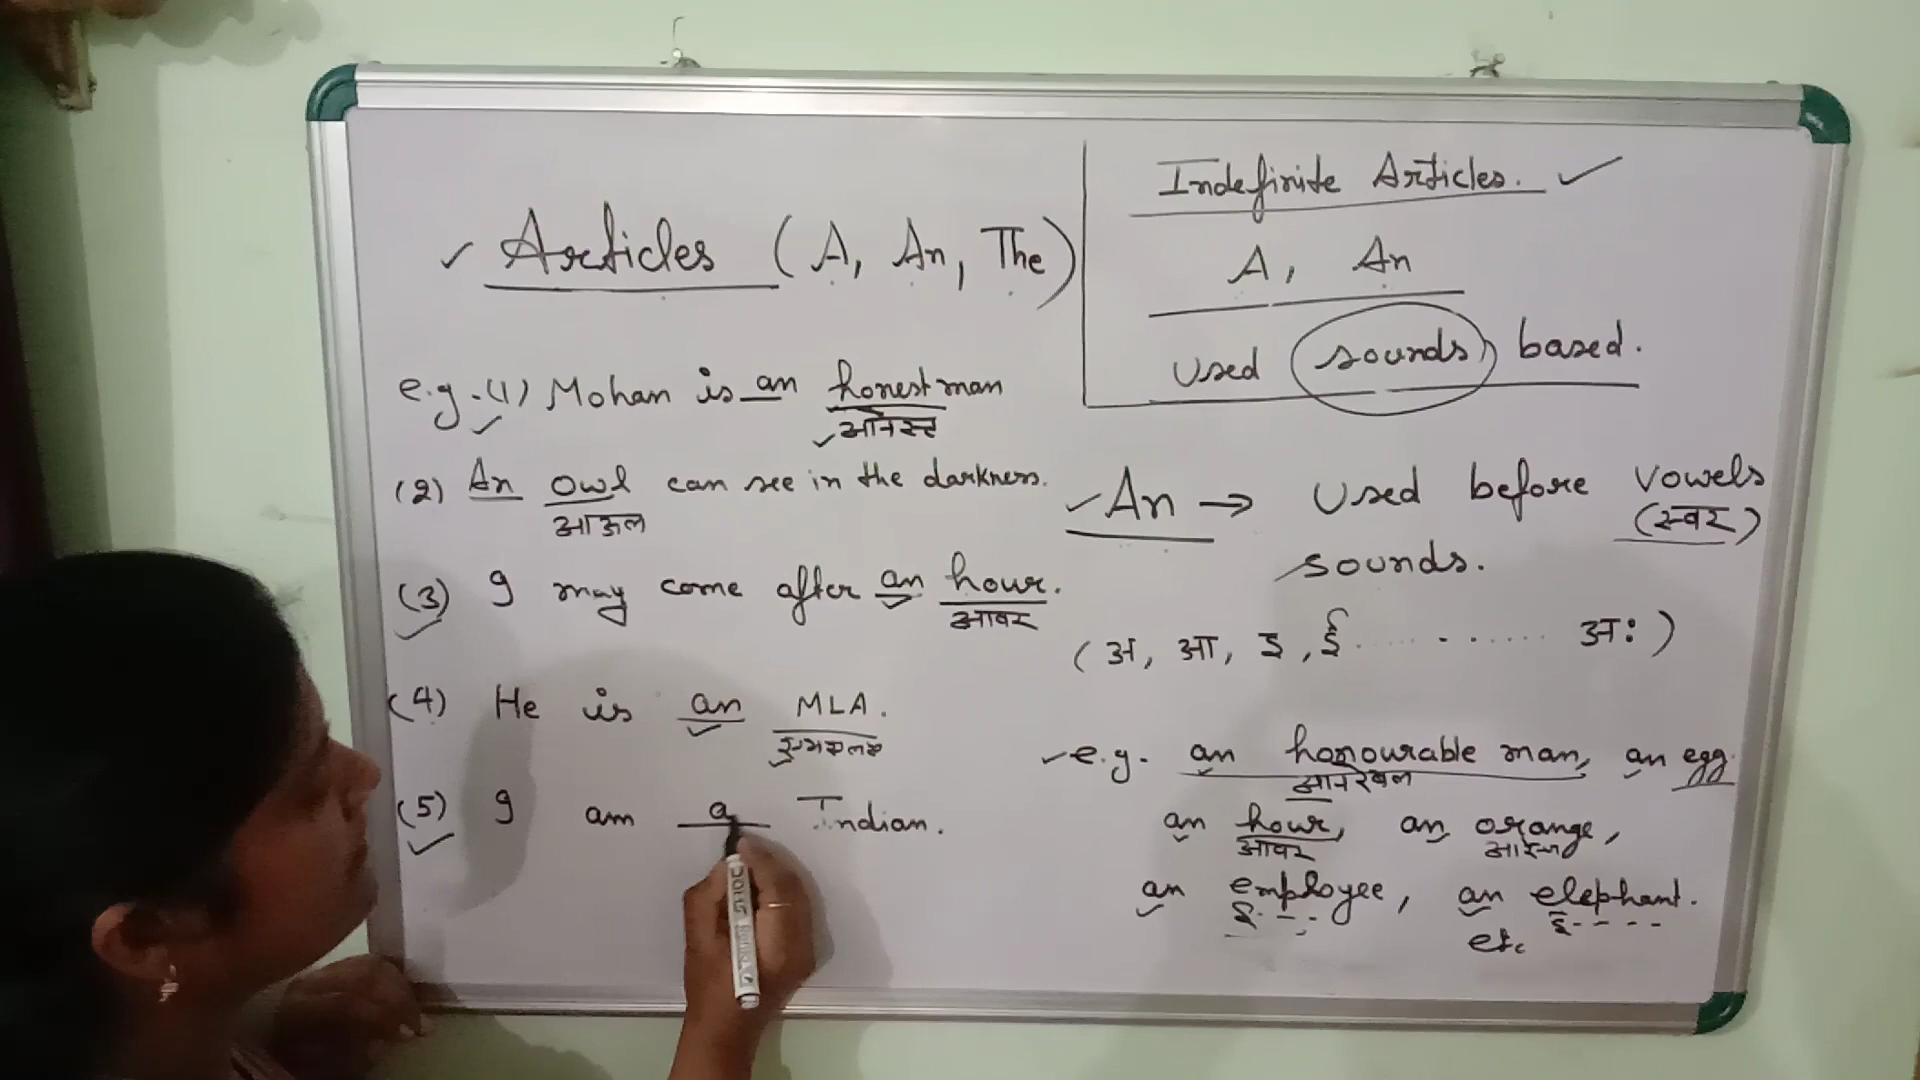 Articles (A, An, The)
e.g. (1) Mohan is an honest man
आनेस्ट
(2) An owl can see in the darkness.
आऊल
(3) I may come after an hour.
आवर
(4) He is an MLA.
(5) I am a Indian.
Indefinite Articles.
A, An
used sounds based.
An → Used before vowels
(स्वर)
sounds.
(अ, आ, इ, ई ............ अः)
e.g. an honourable man, an egg
आनरेबल
an hour, an orange,
आवर
an employee, an elephant.
इ---- इ----
etc